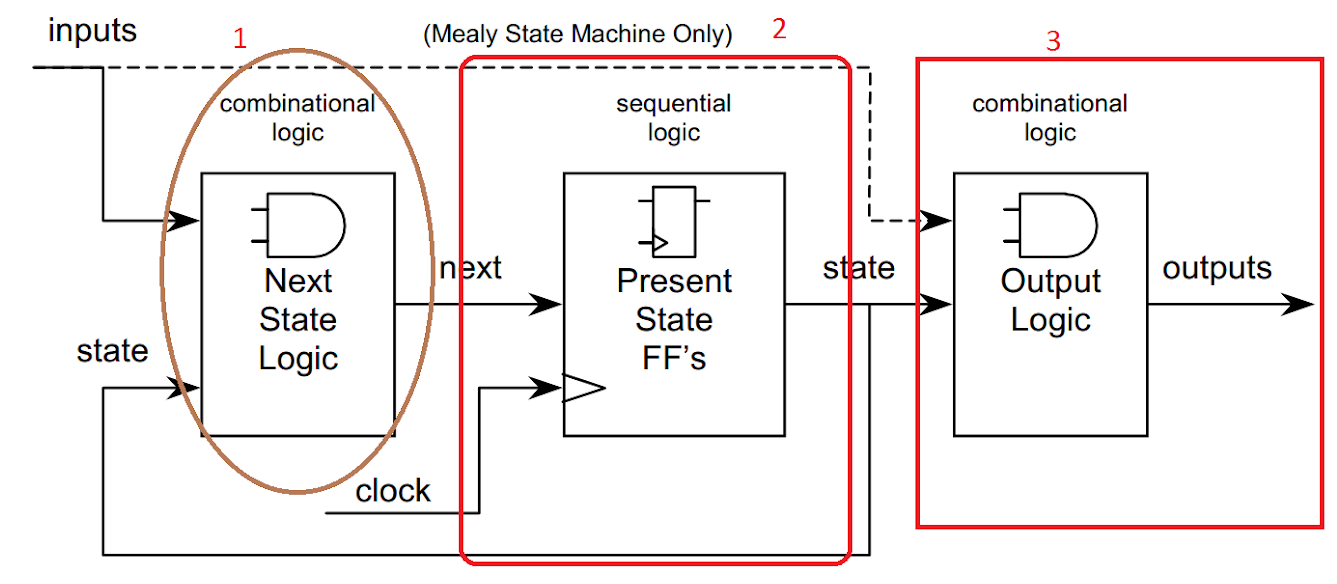 inputs
1
(Mealy State Machine Only)
2
3
combinational
logic
sequential
logic
combinational
logic
Next
State
Logic
next
Present
State
FF's
state
Output
Logic
outputs
state
clock